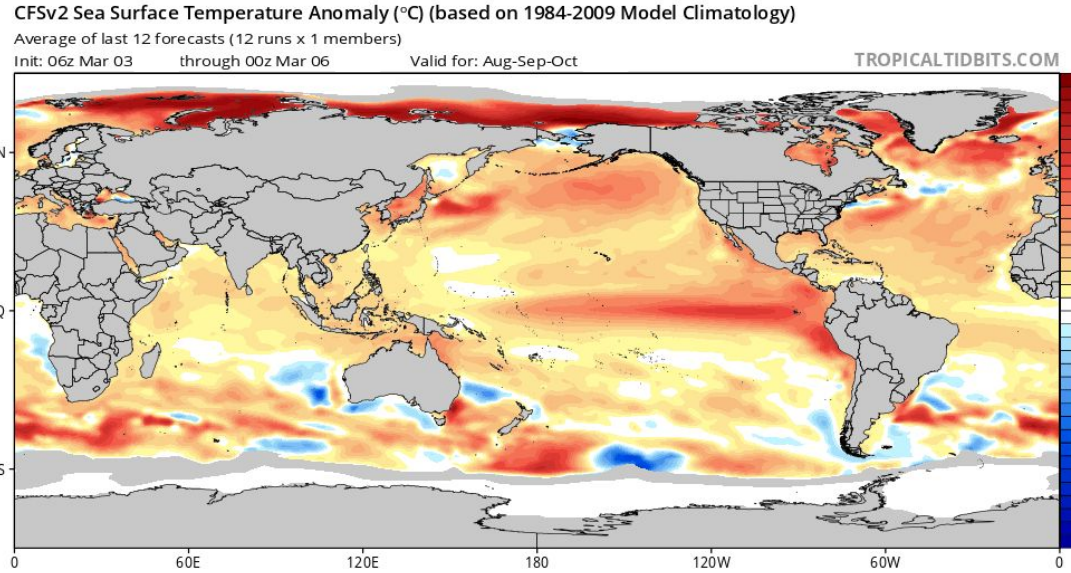 CFSv2 Sea Surface Temperature Anomaly (°C) (based on 1984-2009 Model Climatology)
Average of last 12 forecasts (12 runs x 1 members)
Init: 06z Mar 03 through 00z Mar 06 Valid for: Aug-Sep-Oct
TROPICALTIDBITS.COM
N
Q
S
0 60E 120E 180 120W 60W 0